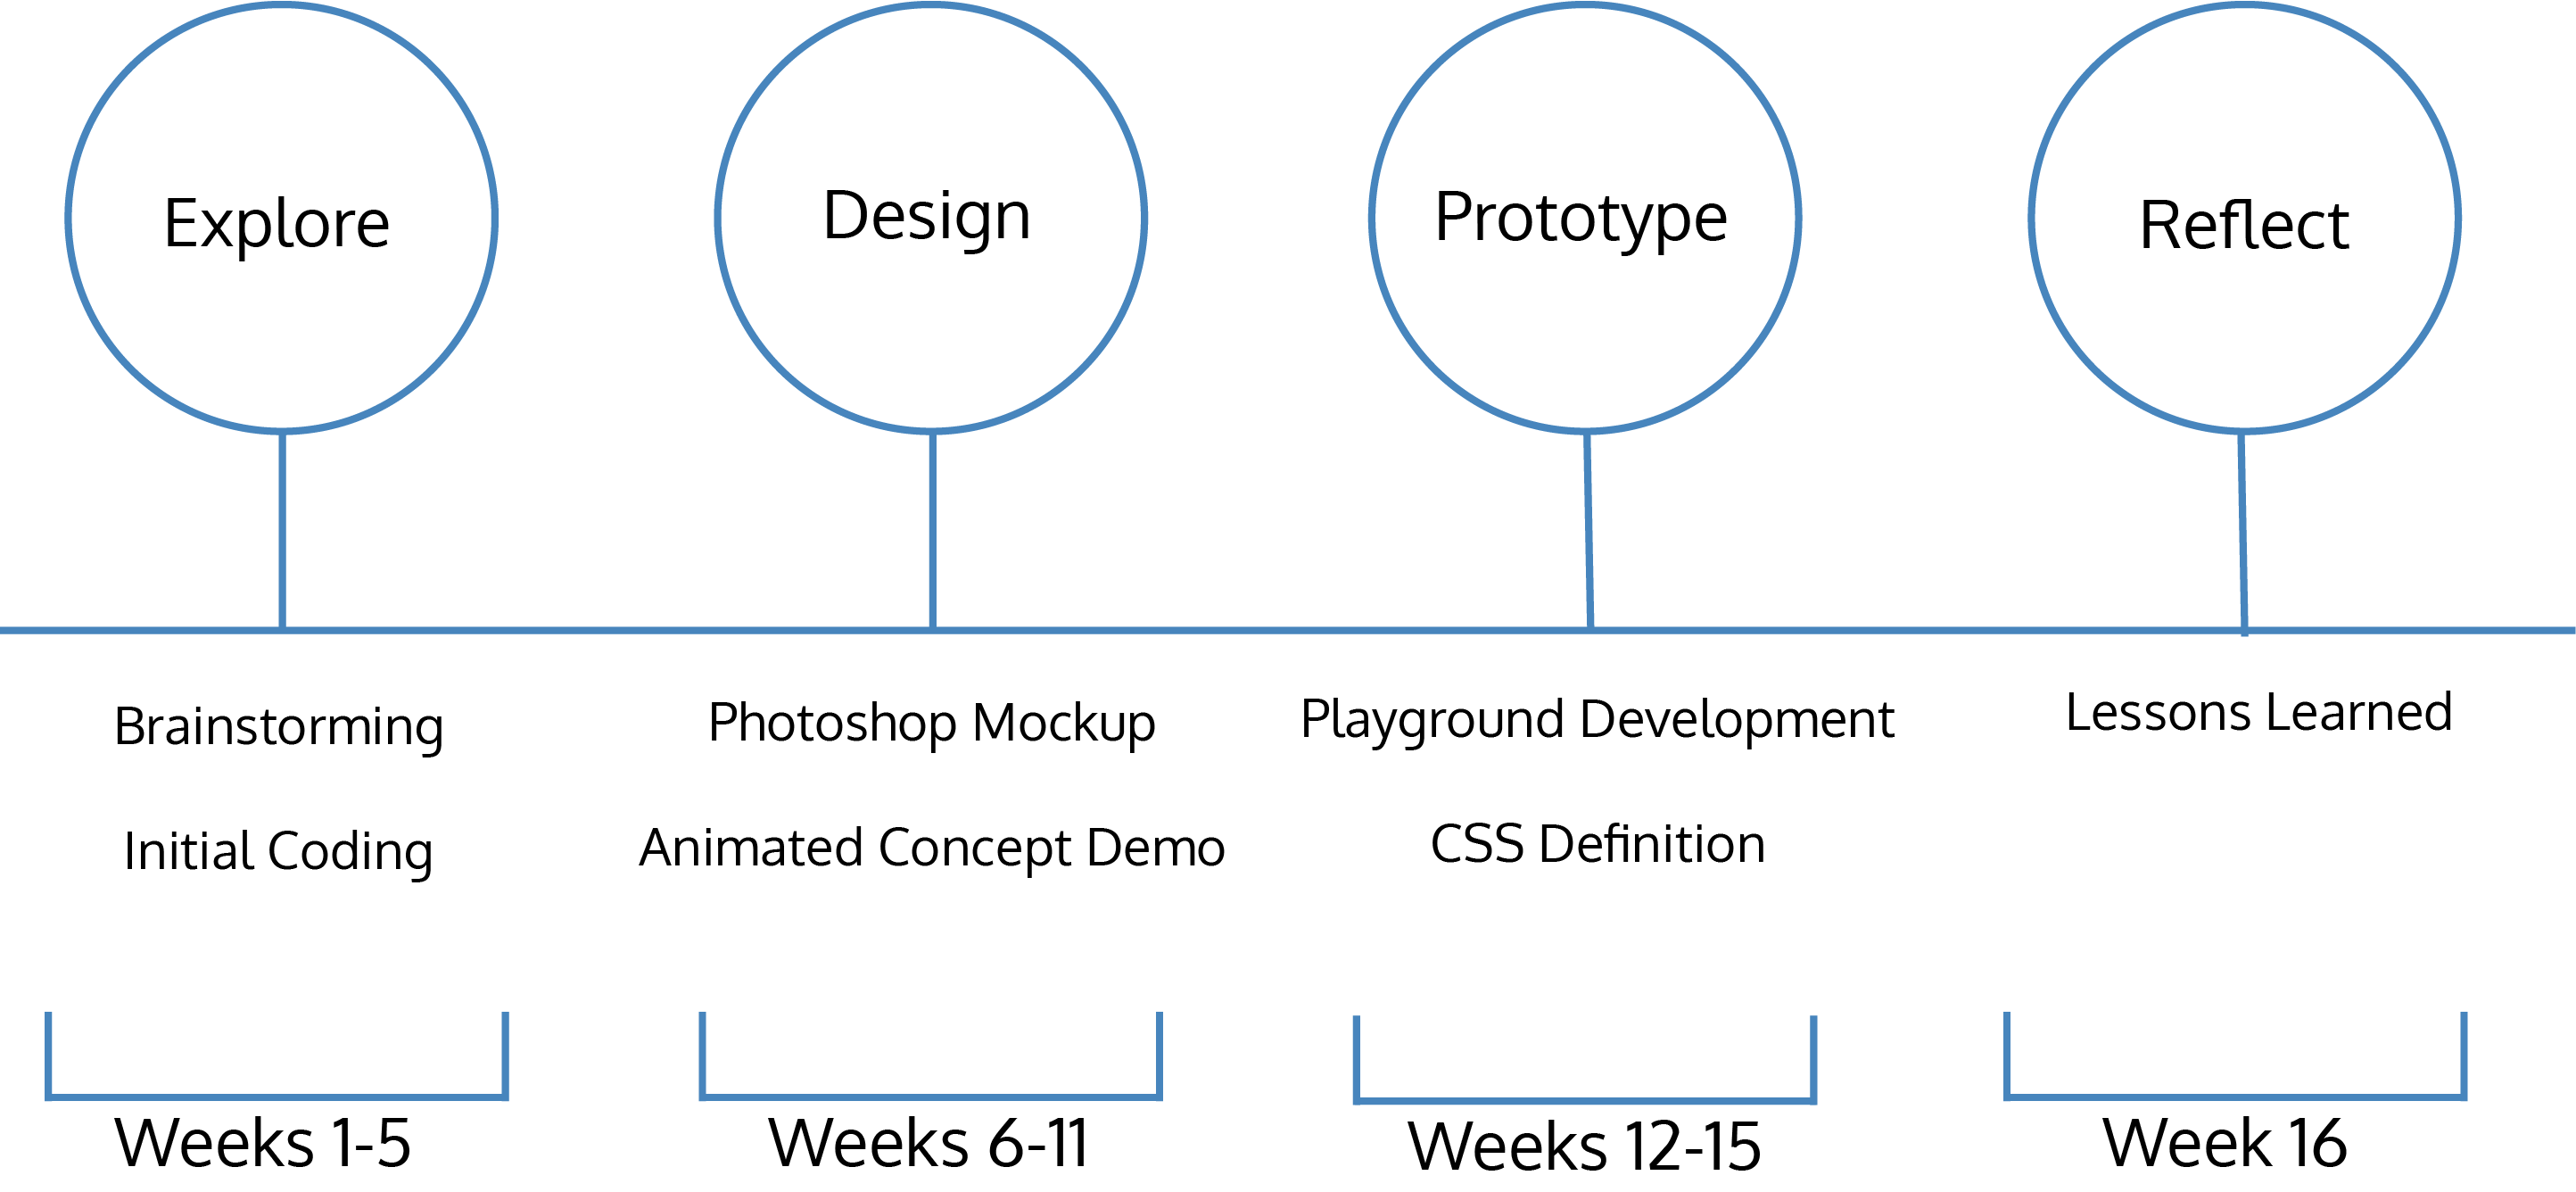 Explore
Design
Prototype
Reflect
Brainstorming
Photoshop Mockup
Playground Development
Lessons Learned
Initial Coding
Animated Concept Demo
CSS Definition
Weeks 1-5
Weeks 6-11
Weeks 12-15
Week 16